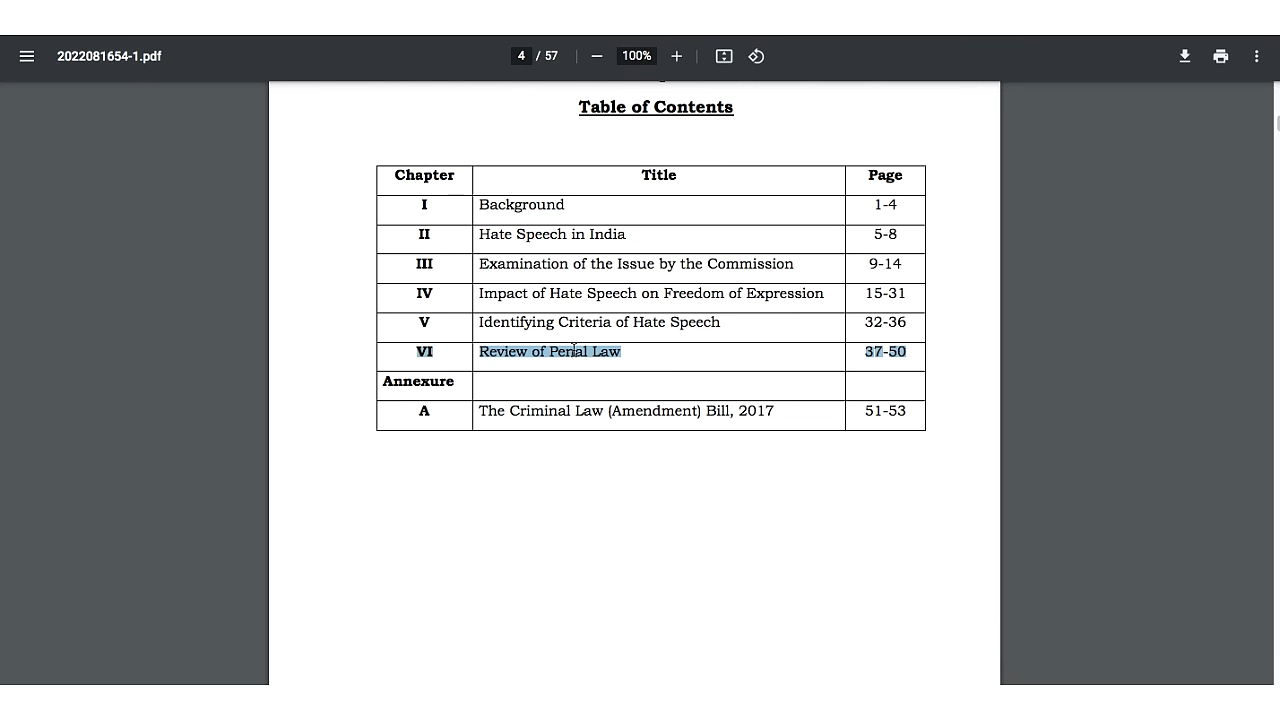 2022081654-1.pdf
4 / 57
100%
Table of Contents
Chapter Title Page
I Background 1-4
II Hate Speech in India 5-8
III Examination of the Issue by the Commission 9-14
IV Impact of Hate Speech on Freedom of Expression 15-31
V Identifying Criteria of Hate Speech 32-36
VI Review of Penal Law 37-50
Annexure
A The Criminal Law (Amendment) Bill, 2017 51-53